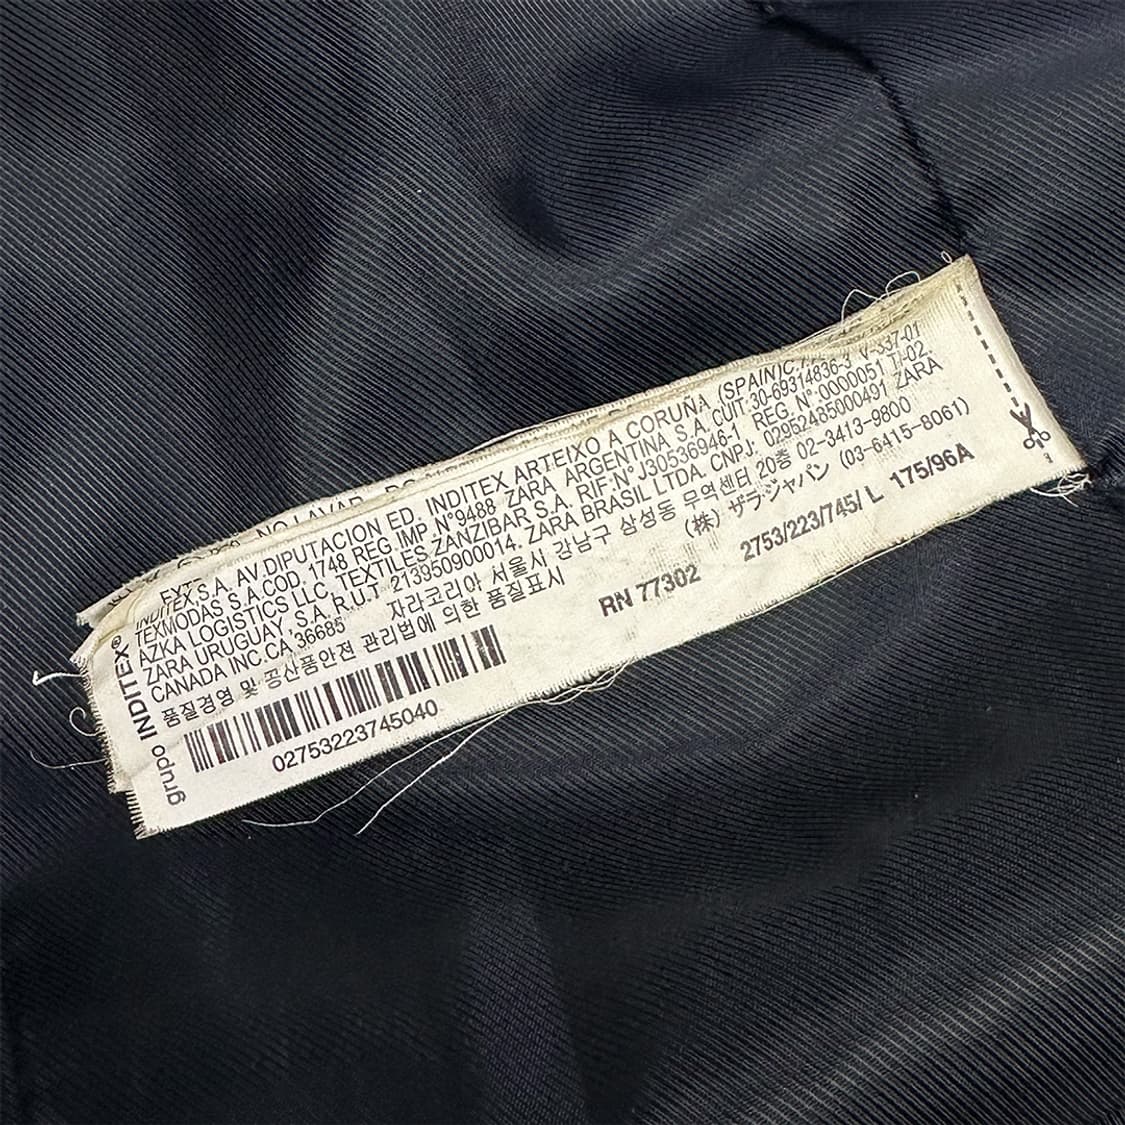 NO LAVAR
grupo INDITEX®
INDITEX S.A. AV.DIPUTACION ED. INDITEX ARTEIXO A CORUÑA (SPAIN)
TEXMODAS S.A.COD. 1748 REG.IMP. Nº9488 ZARA ARGENTINA S.A. CUIT:30-69314836-3 V-337-01
AZKA LOGISTICS LLC, TEXTILES ZANZIBAR S.A. RIF:Nº J30536946-1 REG. Nº:0000051 T-02
ZARA URUGUAY, S.A. R.U.T. 213950900014. ZARA BRASIL LTDA. CNPJ: 02952485000491 ZARA
CANADA INC.CA 36685 자라코리아 서울시 강남구 삼성동 무역센터 20층 02-3413-9800
품질경영 및 공산품안전 관리법에 의한 품질표시 (株) ザラ·ジャパン (03-6415-8061)
RN 77302 2753/223/745/ L 175/96A
02753223745040